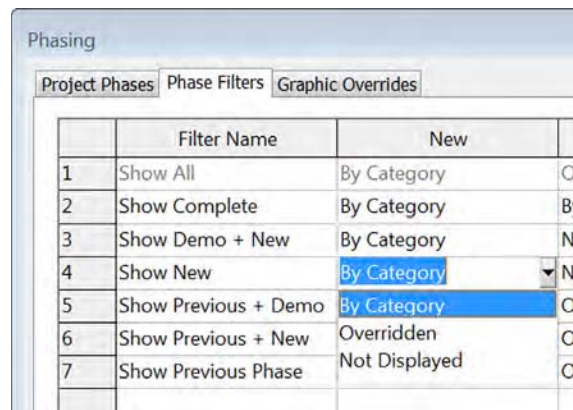 Phasing
Project Phases Phase Filters Graphic Overrides
Filter Name New
1 Show All By Category O
2 Show Complete By Category B
3 Show Demo + New By Category N
4 Show New By Category N
5 Show Previous + Demo By Category O
6 Show Previous + New Overridden O
7 Show Previous Phase Not Displayed O